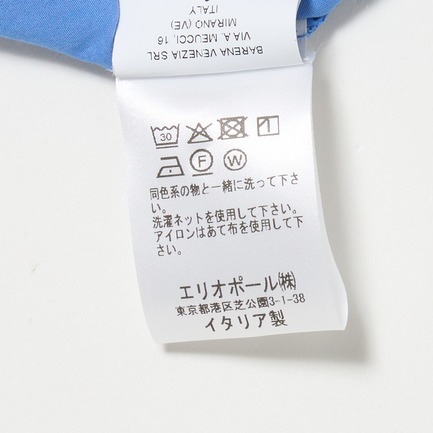 BARENA VENEZIA SRL
VIA A. MEUCCI, 16
MIRANO (VE)
ITALY
30
F W
同色系の物と一緒に洗って下さ
い。
洗濯ネットを使用して下さい。
アイロンはあて布を使用して下さい。
エリオポール㈱
東京都港区芝公園3-1-38
イタリア製